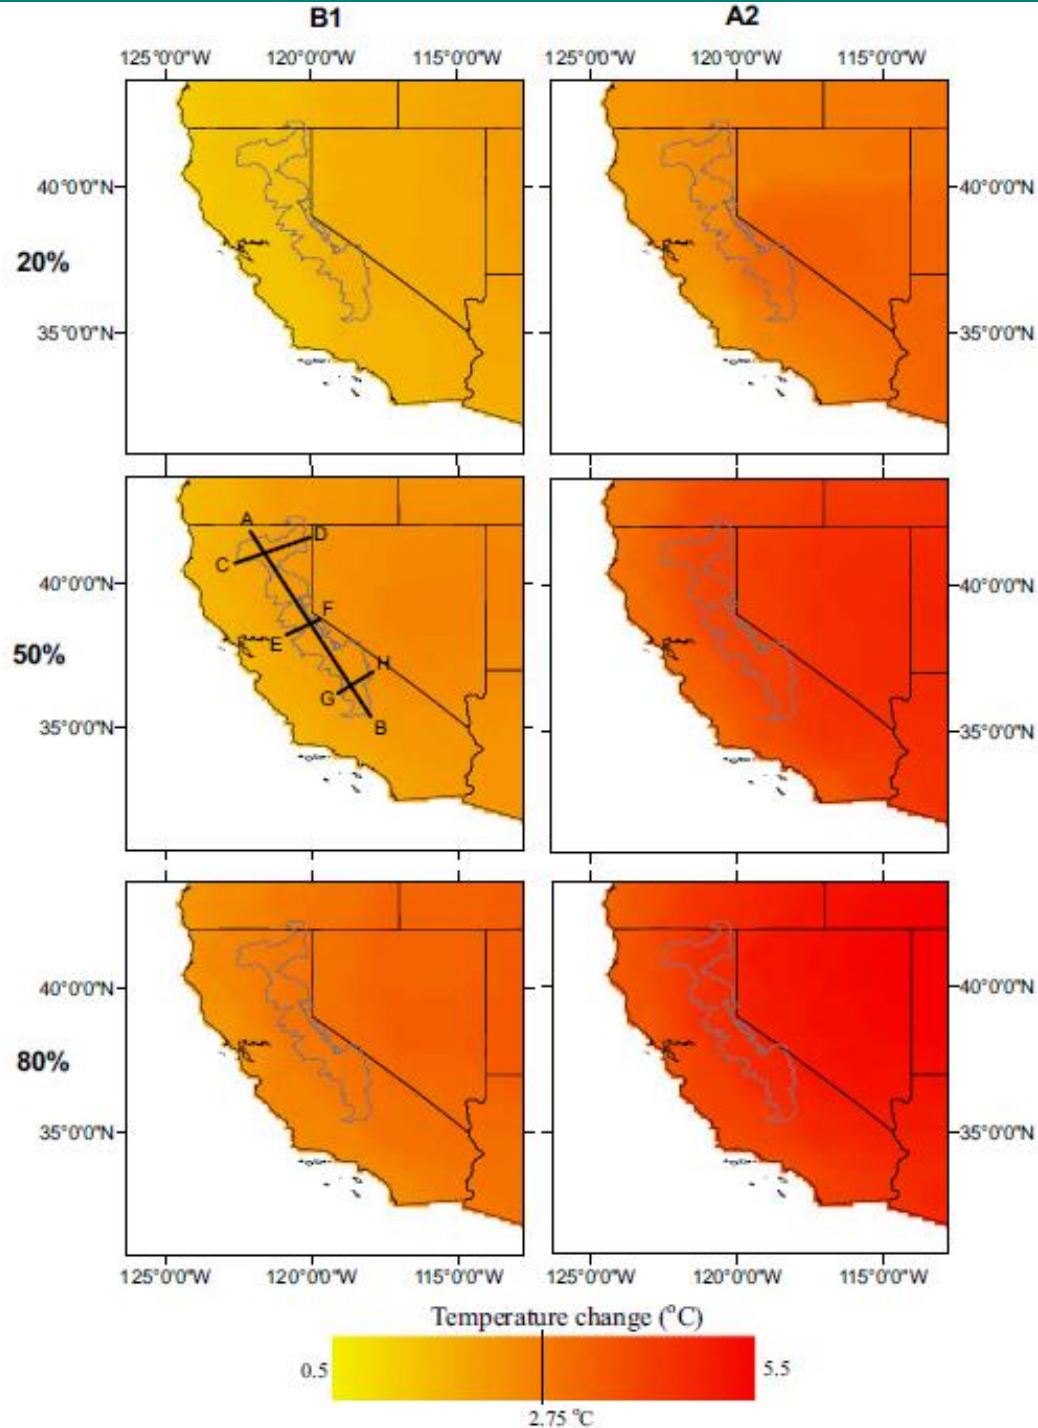 B1 A2
125°0'0"W 120°0'0"W 115°0'0"W 125°0'0"W 120°0'0"W 115°0'0"W
40°0'0"N 40°0'0"N
20%
35°0'0"N 35°0'0"N
A
D
C
40°0'0"N 40°0'0"N
F
E
50%
H
G
35°0'0"N 35°0'0"N
B
40°0'0"N 40°0'0"N
80%
35°0'0"N 35°0'0"N
125°0'0"W 120°0'0"W 115°0'0"W 125°0'0"W 120°0'0"W 115°0'0"W
Temperature change (°C)
0.5 5.5
2.75 °C